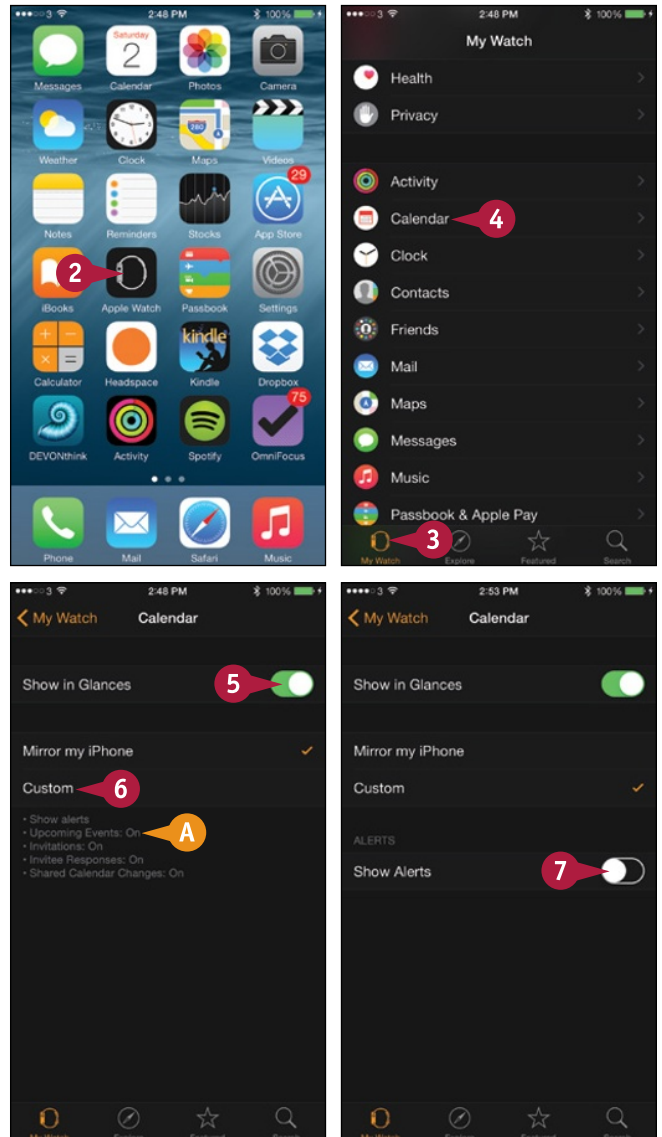 3 2:48 PM 100%
Saturday
2
Messages Calendar Photos Camera
280
Weather Clock Maps Videos
29
Notes Reminders Stocks App Store
2
iBooks Apple Watch Passbook Settings
kindle
Calculator Headspace Kindle Dropbox
75
DEVONthink Activity Spotify OmniFocus
Phone Mail Safari Music
3 2:48 PM 100%
My Watch
Health
Privacy
Activity
Calendar 4
Clock
Contacts
Friends
Mail
Maps
Messages
Music
Passbook & Apple Pay
3
My Watch Explore Featured Search
3 2:48 PM 100%
My Watch Calendar
Show in Glances 5
Mirror my iPhone
Custom 6
• Show alerts
• Upcoming Events: On A
• Invitations: On
• Invitee Responses: On
• Shared Calendar Changes: On
3 2:53 PM 100%
My Watch Calendar
Show in Glances
Mirror my iPhone
Custom
ALERTS
Show Alerts 7